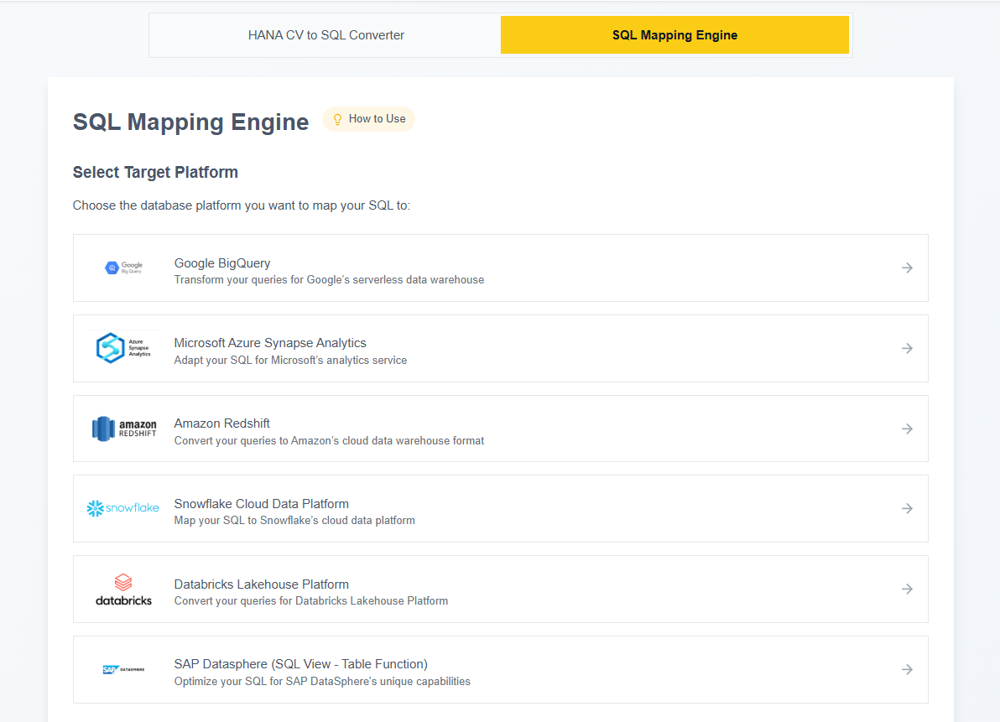 HANA CV to SQL Converter
SQL Mapping Engine
SQL Mapping Engine
How to Use
Select Target Platform
Choose the database platform you want to map your SQL to:
Google
Big Query
Google BigQuery
Transform your queries for Google's serverless data warehouse
Azure
Synapse
Analytics
Microsoft Azure Synapse Analytics
Adapt your SQL for Microsoft's analytics service
amazon
REDSHIFT
Amazon Redshift
Convert your queries to Amazon's cloud data warehouse format
snowflake
Snowflake Cloud Data Platform
Map your SQL to Snowflake's cloud data platform
databricks
Databricks Lakehouse Platform
Convert your queries for Databricks Lakehouse Platform
SAP DATASPHERE
SAP Datasphere (SQL View - Table Function)
Optimize your SQL for SAP DataSphere's unique capabilities